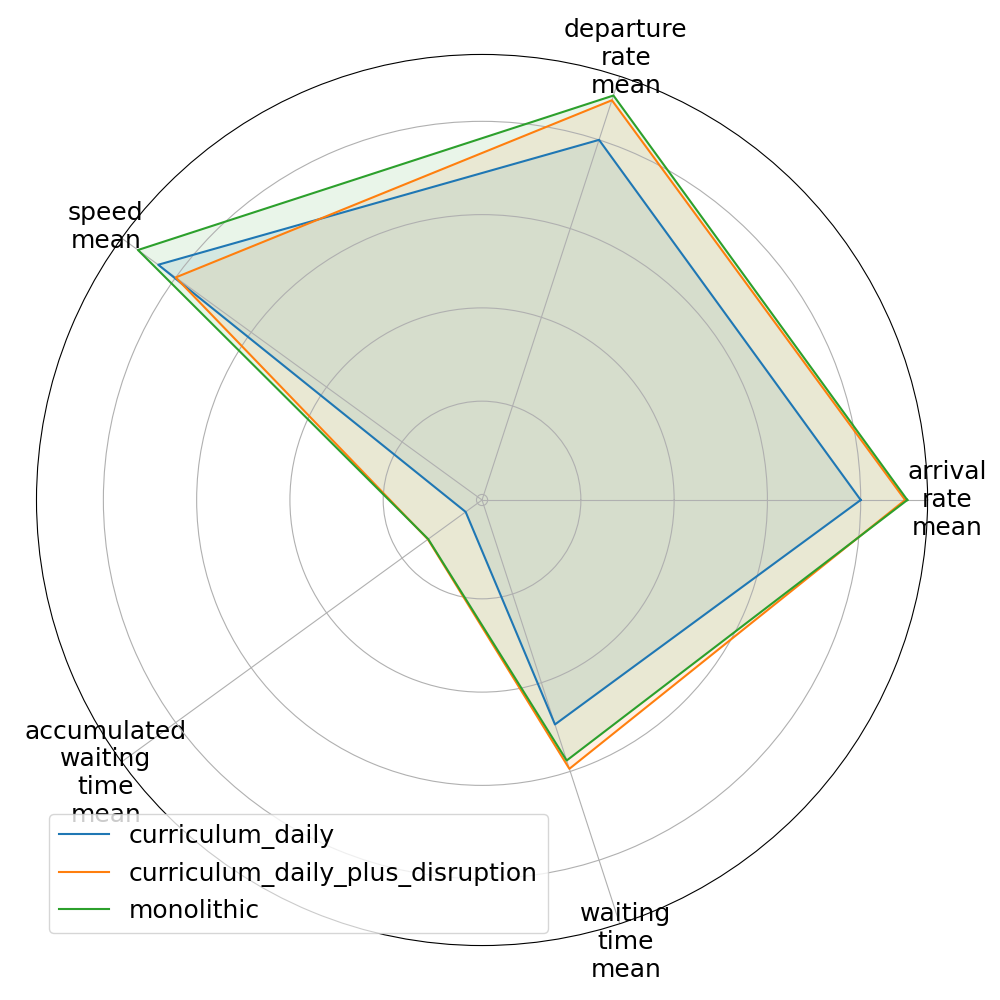 departure
rate
mean
speed
mean
arrival
rate
mean
accumulated
waiting
time
mean
curriculum_daily
curriculum_daily_plus_disruption
monolithic
waiting
time
mean